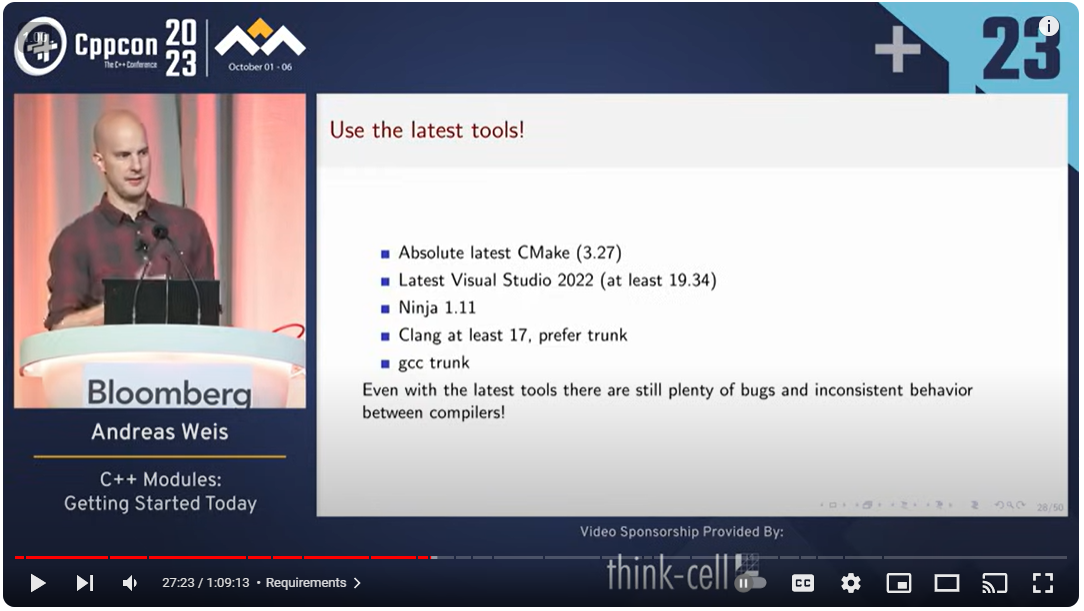 Cppcon
The C++ Conference
20
23
October 01 - 06
23
Use the latest tools!
Absolute latest CMake (3.27)
Latest Visual Studio 2022 (at least 19.34)
Ninja 1.11
Clang at least 17, prefer trunk
gcc trunk
Even with the latest tools there are still plenty of bugs and inconsistent behavior
between compilers!
28/50
Bloomberg
Andreas Weis
C++ Modules:
Getting Started Today
Video Sponsorship Provided By:
think-cell
27:23 / 1:09:13 • Requirements
CC